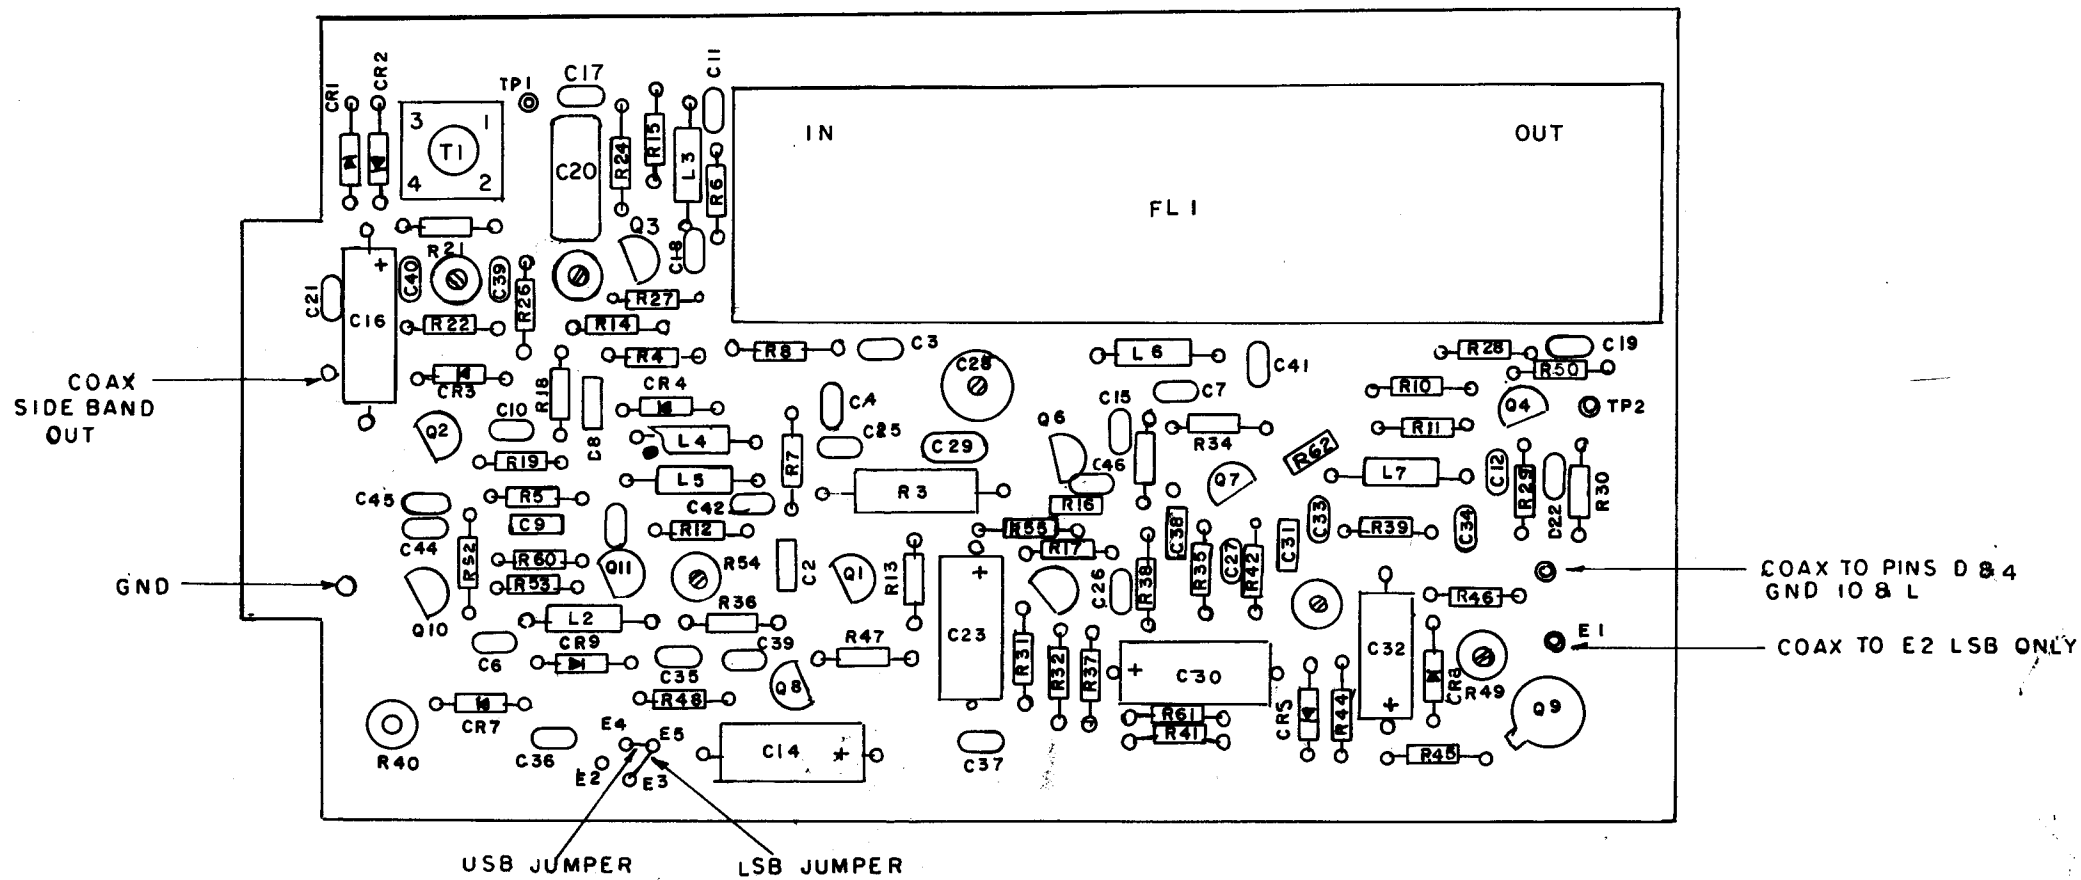 CR1
CR2
TP1
C17
C11
3 1
T1
4 2
C20
R24
R15
L3
R6
IN
OUT
FL 1
Q3
C18
R21
C21
C16
+
C40
C39
R26
R27
R22
R14
R4
R8
C3
C28
L 6
C41
R28
C19
R50
R10
COAX
SIDE BAND
OUT
CR3
R18
C8
CR4
C4
C25
C15
C7
Q4
TP2
R11
Q2
C10
L4
R7
C29
Q6
R34
R62
R19
L5
R3
C46
Q7
L7
C12
R29
D22
R30
C45
R5
C42
R16
C9
R12
R55
C38
C33
R39
C34
C44
R52
R60
Q11
R54
C2
Q1
R13
R17
R35
C27
R42
C31
GND
R53
+
C26
R38
COAX TO PINS D & 4
GND 10 & L
R46
Q10
L2
R36
C23
R31
R32
R37
C32
E1
COAX TO E2 LSB ONLY
C6
CR9
C35
C39
R47
+
C30
CR8
R49
Q8
R48
CR7
R61
R41
CR5
R44
+
Q9
R40
C36
E4
E5
E2
E3
C14
+
C37
R45
USB JUMPER
LSB JUMPER